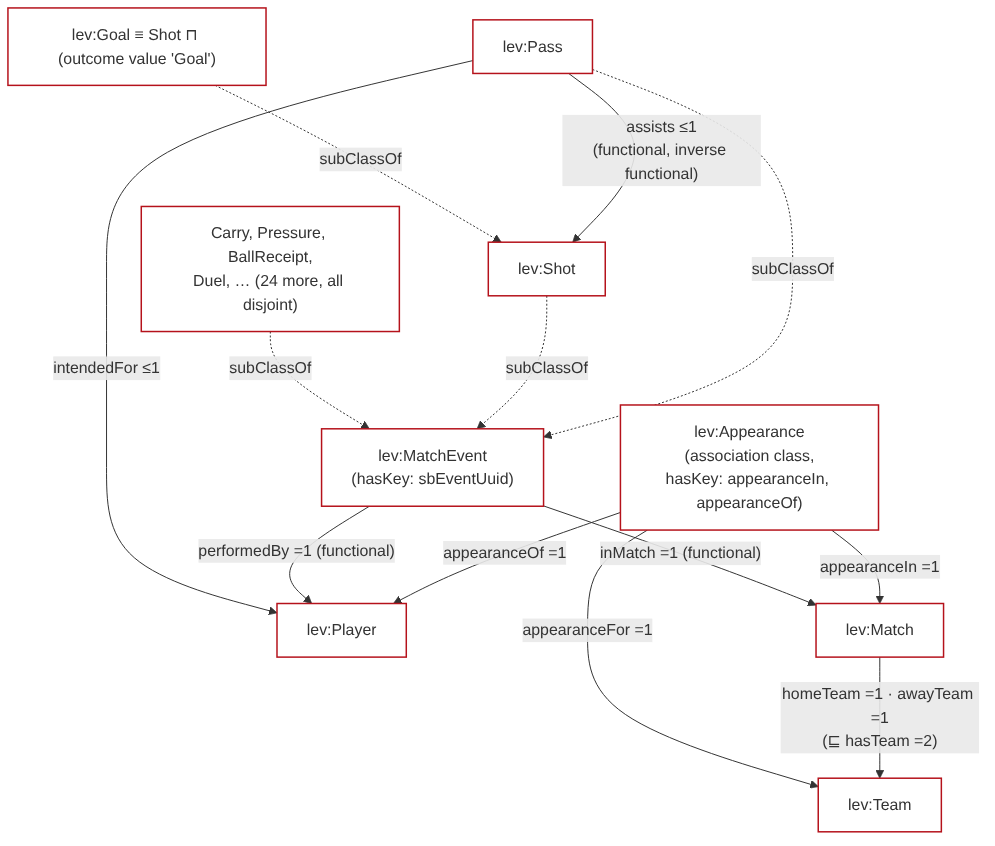 lev:Goal ≡ Shot ⊓
(outcome value 'Goal')
lev:Pass
assists ≤1
(functional, inverse
functional)
subClassOf
Carry, Pressure,
BallReceipt,
Duel, … (24 more, all
disjoint)
lev:Shot
subClassOf
intendedFor ≤1
subClassOf
subClassOf
lev:MatchEvent
(hasKey: sbEventUuid)
lev:Appearance
(association class,
hasKey: appearanceIn,
appearanceOf)
performedBy =1 (functional)
appearanceOf =1
inMatch =1 (functional)
appearanceIn =1
lev:Player
appearanceFor =1
lev:Match
homeTeam =1 · awayTeam
=1
(⊑ hasTeam =2)
lev:Team